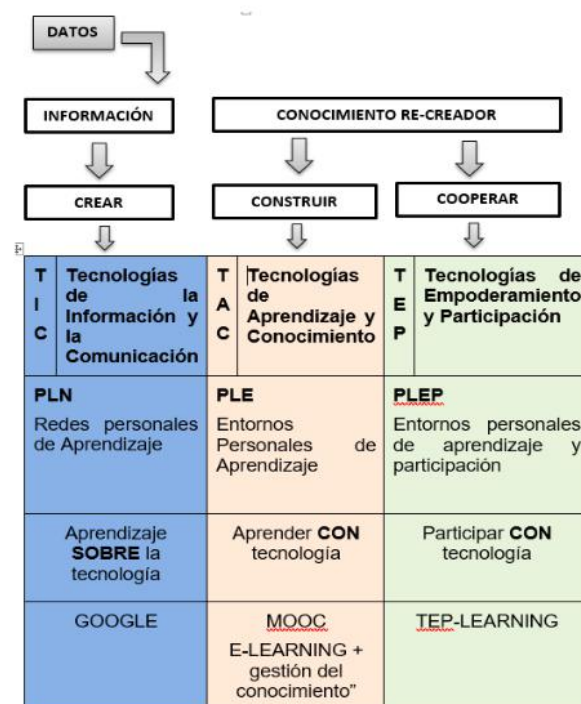 DATOS
INFORMACIÓN
CONOCIMIENTO RE-CREADOR
CREAR
CONSTRUIR
COOPERAR
T
I
C
Tecnologías
de la
Información y
la
Comunicación
T
A
C
Tecnologías
de
Aprendizaje y
Conocimiento
T
E
P
Tecnologías de
Empoderamiento
y Participación
PLN
Redes personales
de Aprendizaje
PLE
Entornos
Personales de
Aprendizaje
PLEP
Entornos personales
de aprendizaje y
participación
Aprendizaje
SOBRE la
tecnología
Aprender CON
tecnología
Participar CON
tecnología
GOOGLE
MOOC
E-LEARNING +
gestión del
conocimiento”
TEP-LEARNING